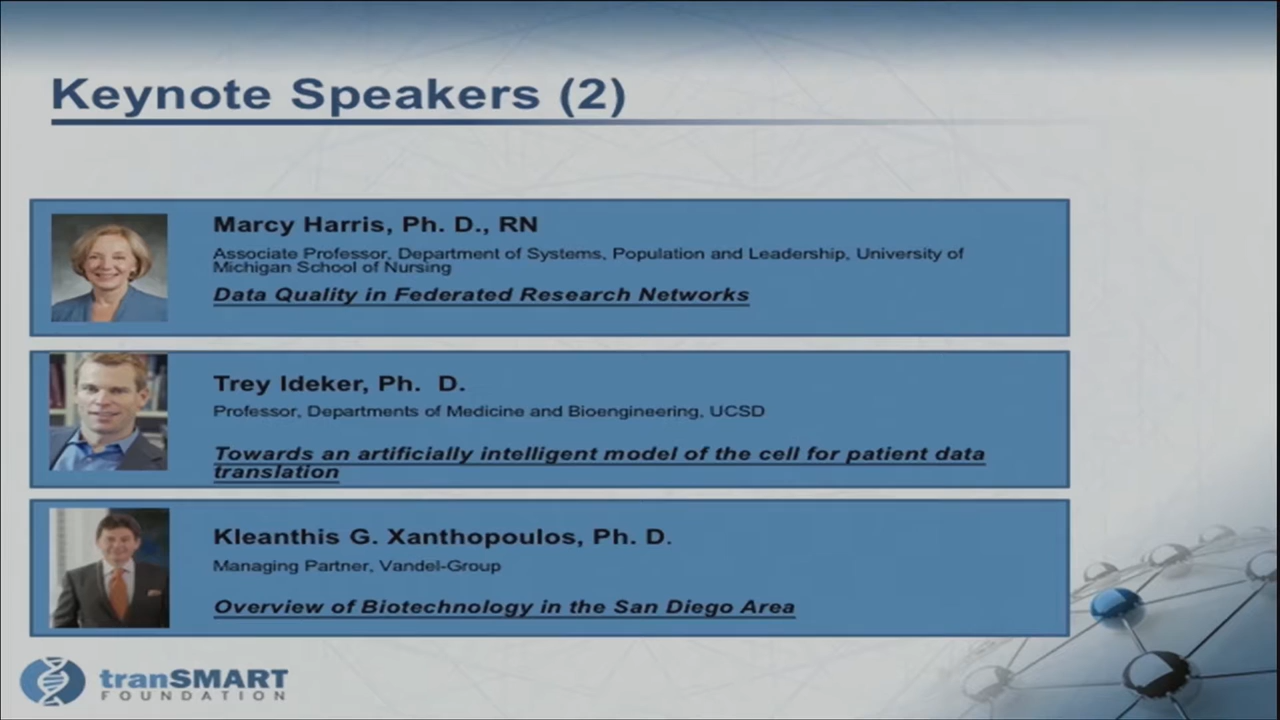 Keynote Speakers (2)
Marcy Harris, Ph. D., RN
Associate Professor, Department of Systems, Population and Leadership, University of
Michigan School of Nursing
Data Quality in Federated Research Networks
Trey Ideker, Ph. D.
Professor, Departments of Medicine and Bioengineering, UCSD
Towards an artificially intelligent model of the cell for patient data
translation
Kleanthis G. Xanthopoulos, Ph. D.
Managing Partner, Vandel-Group
Overview of Biotechnology in the San Diego Area
tranSMART
FOUNDATION